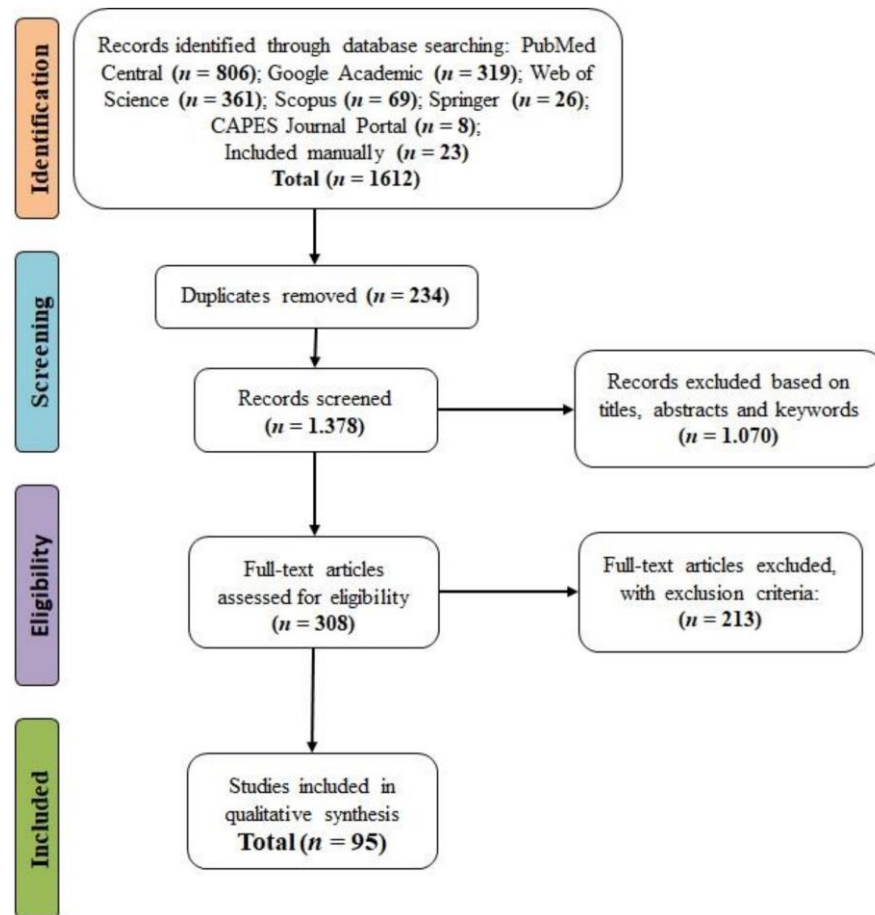 Identification
Records identified through database searching: PubMed
Central (n = 806); Google Academic (n = 319); Web of
Science (n = 361); Scopus (n = 69); Springer (n = 26);
CAPES Journal Portal (n = 8);
Included manually (n = 23)
Total (n = 1612)
Screening
Duplicates removed (n = 234)
Records screened
(n = 1.378)
Records excluded based on
titles, abstracts and keywords
(n = 1.070)
Eligibility
Full-text articles
assessed for eligibility
(n = 308)
Full-text articles excluded,
with exclusion criteria:
(n = 213)
Included
Studies included in
qualitative synthesis
Total (n = 95)